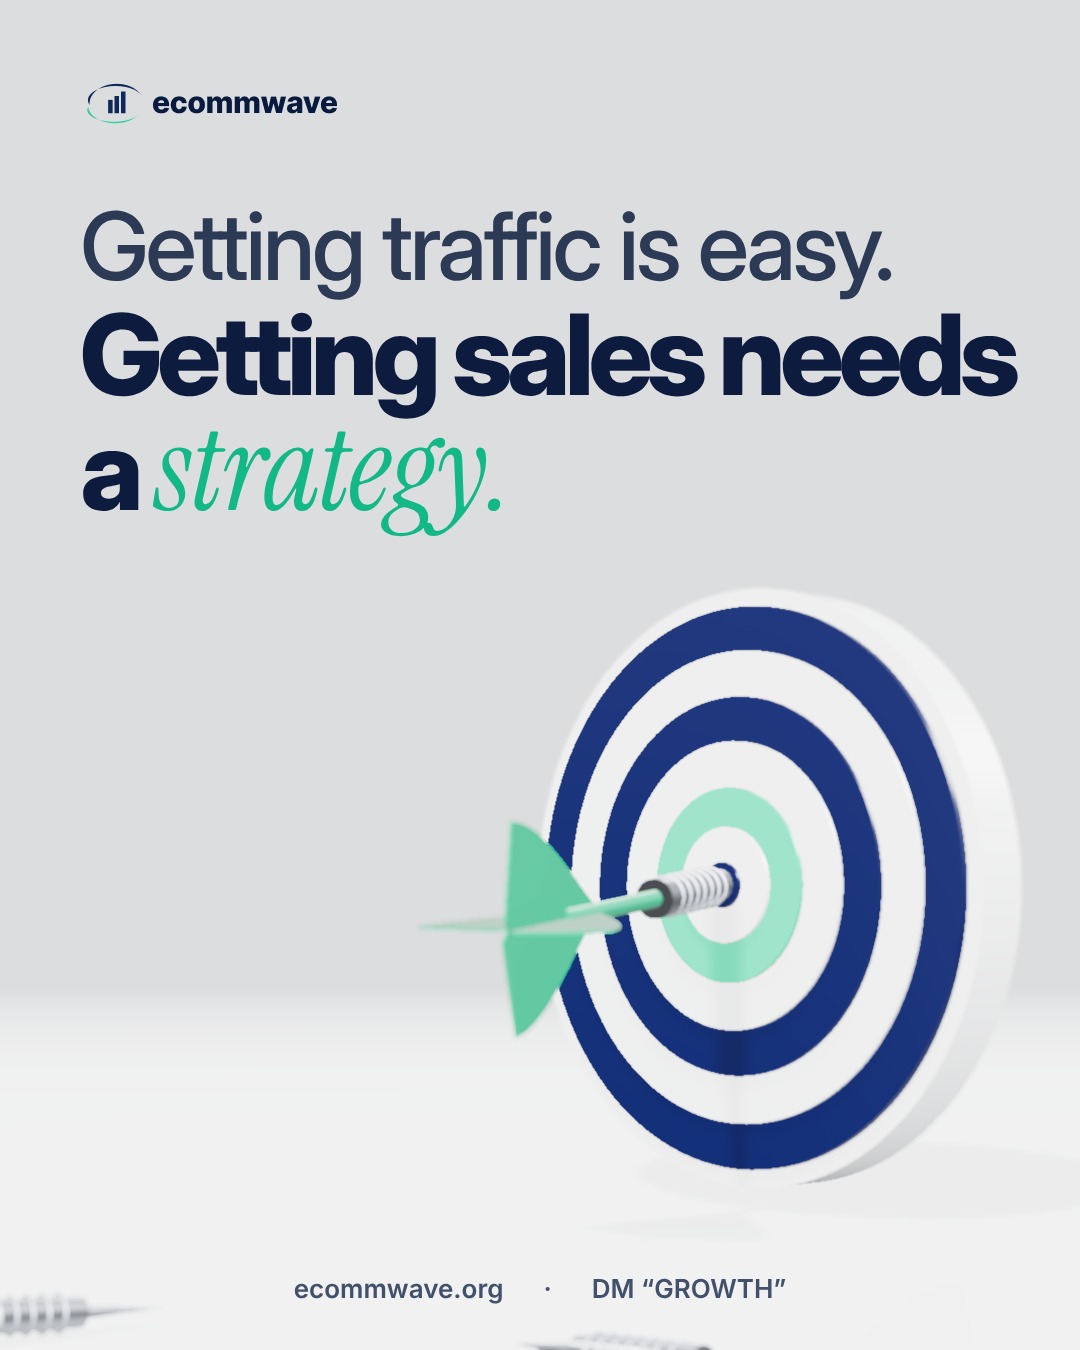 ecommwave
Getting traffic is easy.
Getting sales needs
a strategy.
ecommwave.org · DM “GROWTH”